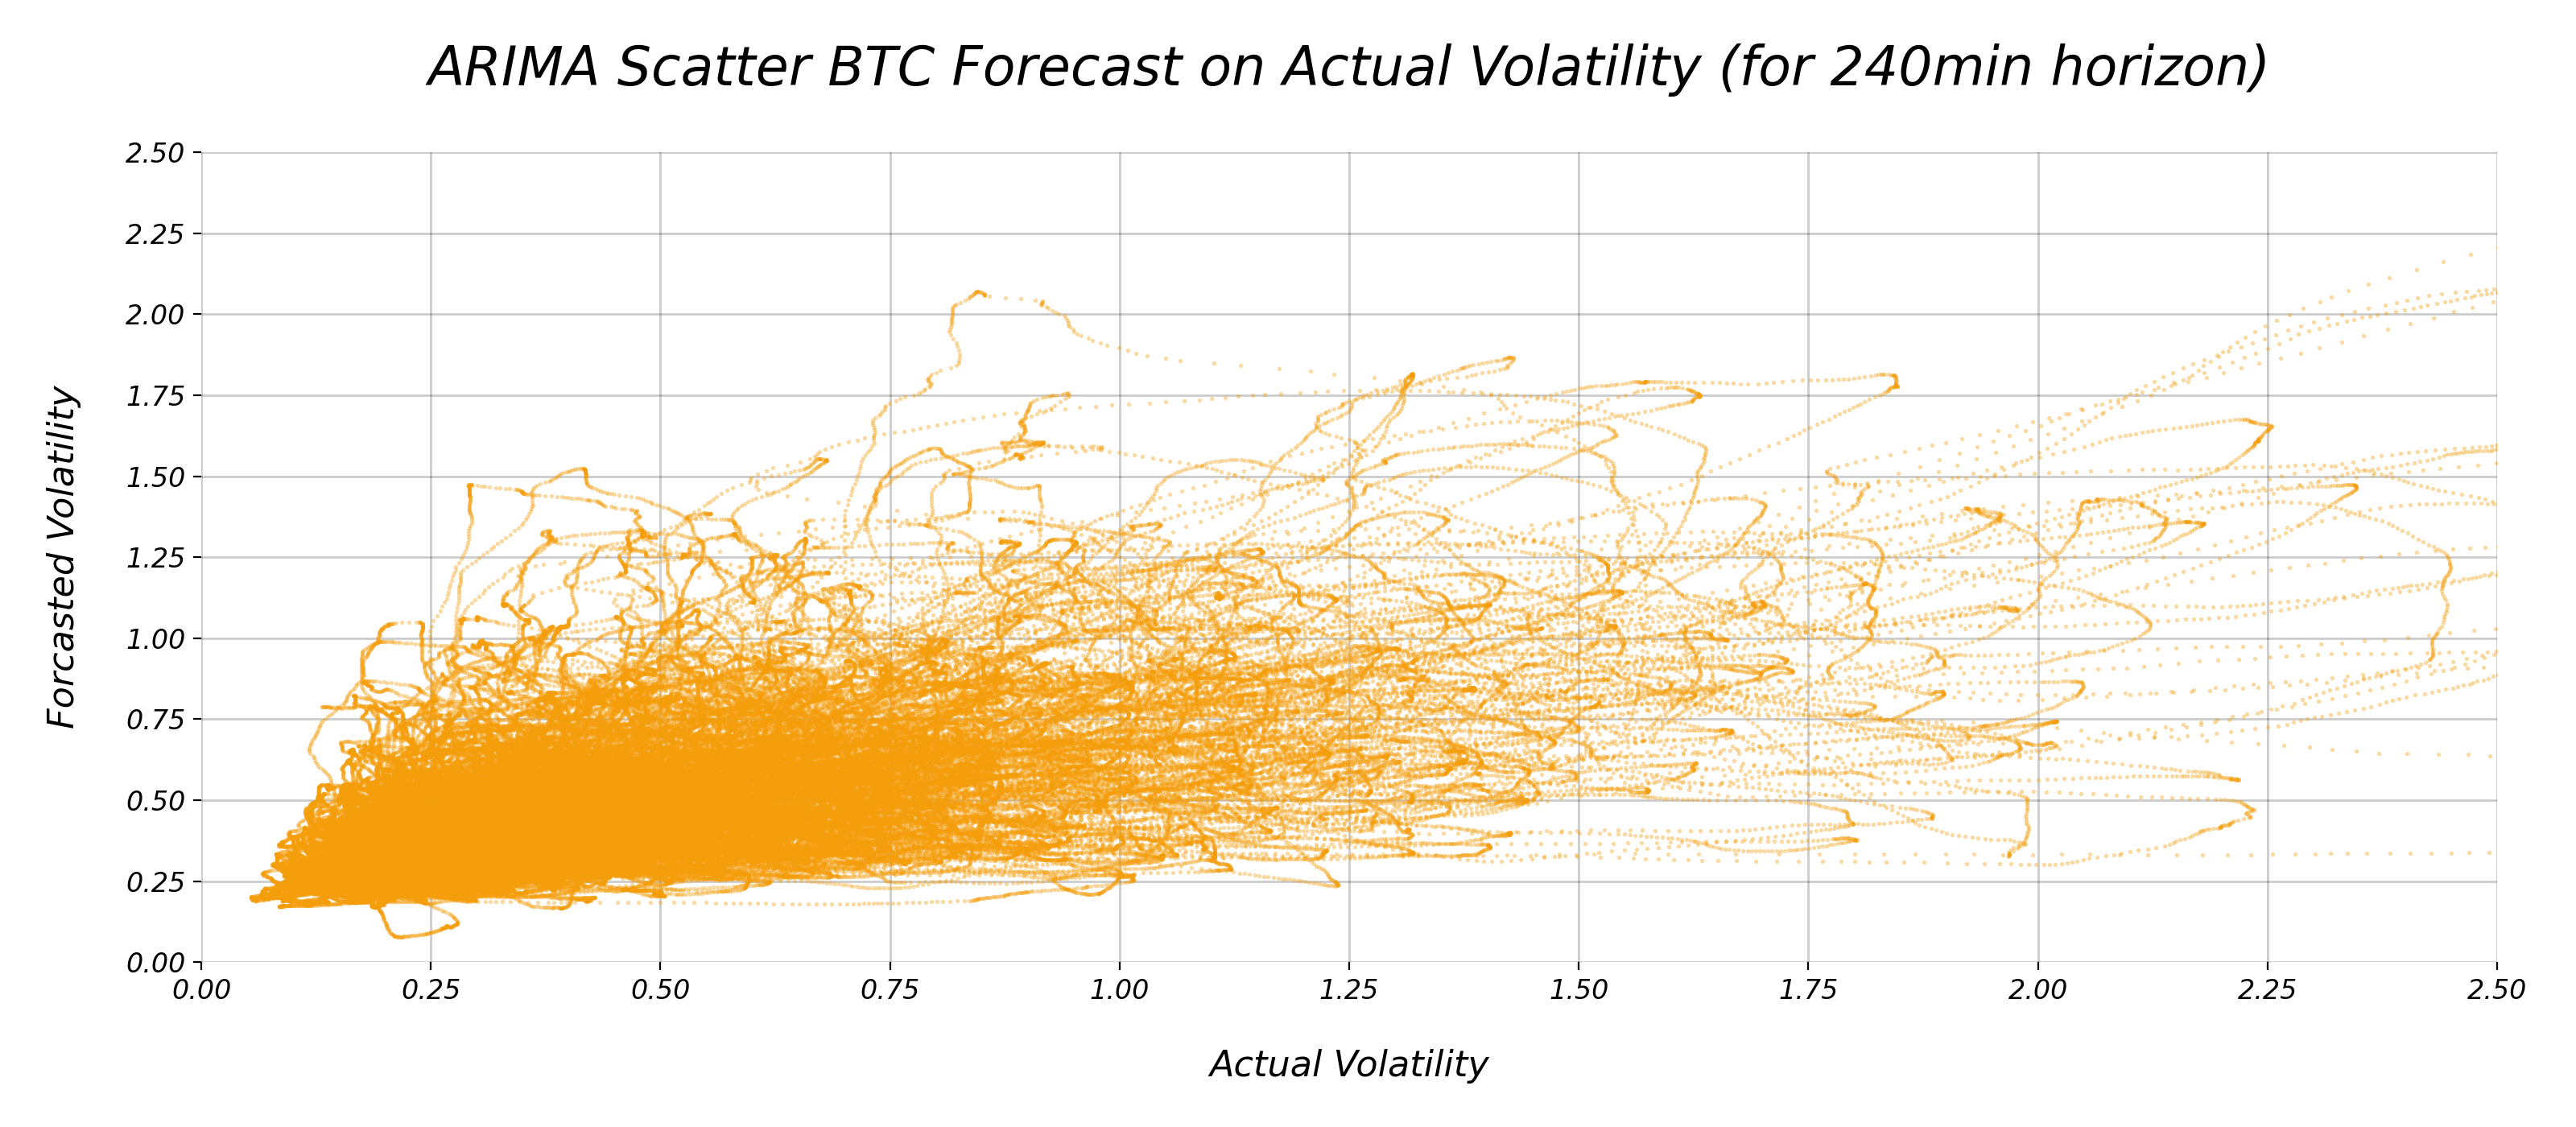 ARIMA Scatter BTC Forecast on Actual Volatility (for 240min horizon)
2.50
2.25
2.00
1.75
1.50
1.25
1.00
0.75
0.50
0.25
0.00
Forcasted Volatility
0.00 0.25 0.50 0.75 1.00 1.25 1.50 1.75 2.00 2.25 2.50
Actual Volatility